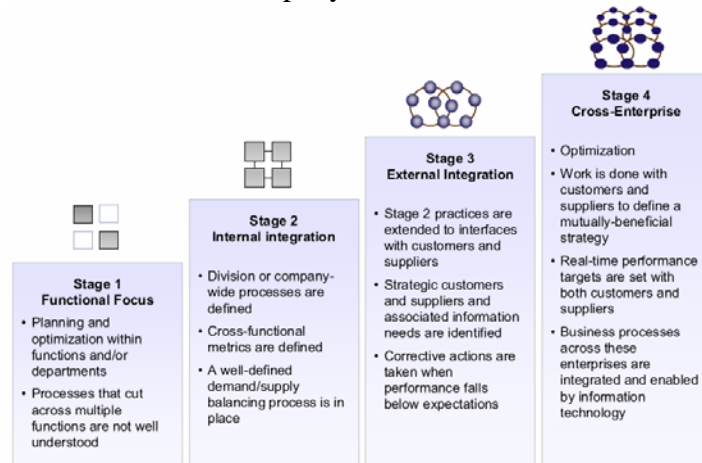 Stage 1
Functional Focus
• Planning and
optimization within
functions and/or
departments
• Processes that cut
across multiple
functions are not well
understood
Stage 2
Internal integration
• Division or company-
wide processes are
defined
• Cross-functional
metrics are defined
• A well-defined
demand/supply
balancing process is in
place
Stage 3
External Integration
• Stage 2 practices are
extended to interfaces
with customers and
suppliers
• Strategic customers
and suppliers and
associated information
needs are identified
• Corrective actions are
taken when
performance falls
below expectations
Stage 4
Cross-Enterprise
• Optimization
• Work is done with
customers and
suppliers to define a
mutually-beneficial
strategy
• Real-time performance
targets are set with
both customers and
suppliers
• Business processes
across these
enterprises are
integrated and enabled
by information
technology